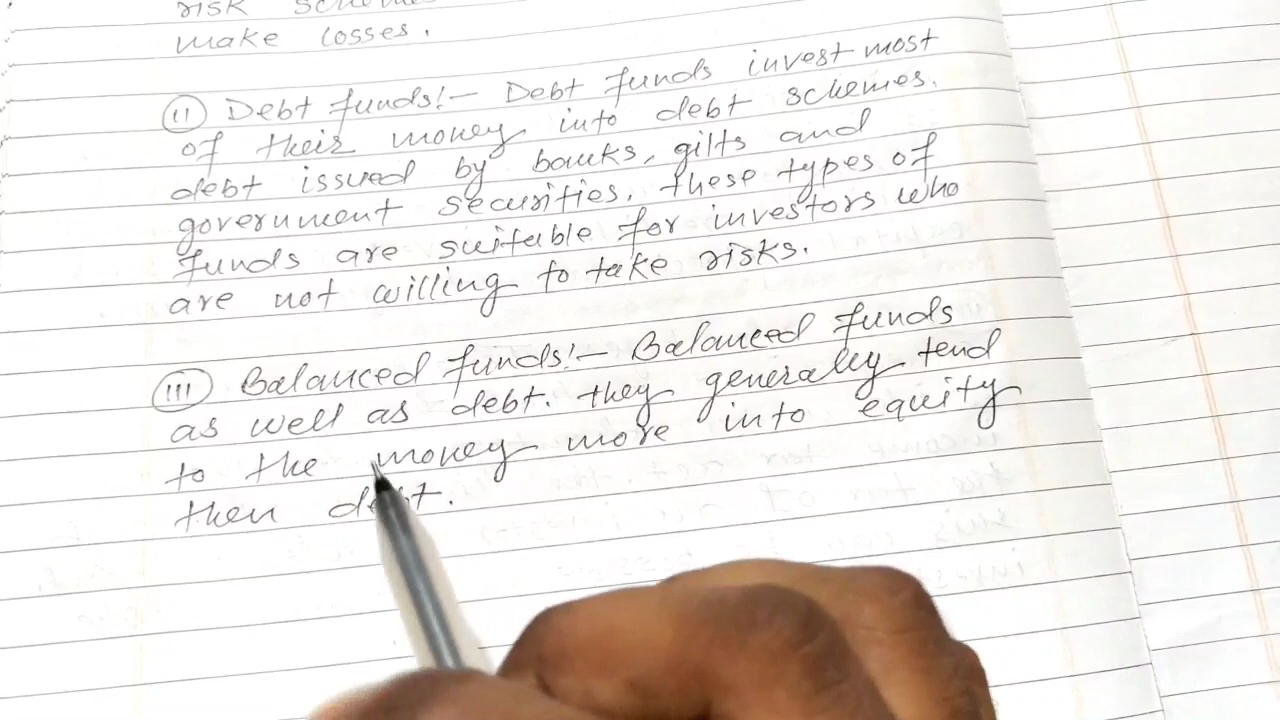 risk
make losses.
(II) Debt funds!- Debt funds invest most
of their money into debt schemes.
debt issued by banks, gilts and
government securities. these types of
funds are suitable for investors who
are not willing to take risks.
(III) Balanced funds!- Balanced funds
as well as debt. they generally tend
to the money more into equity
then debt.